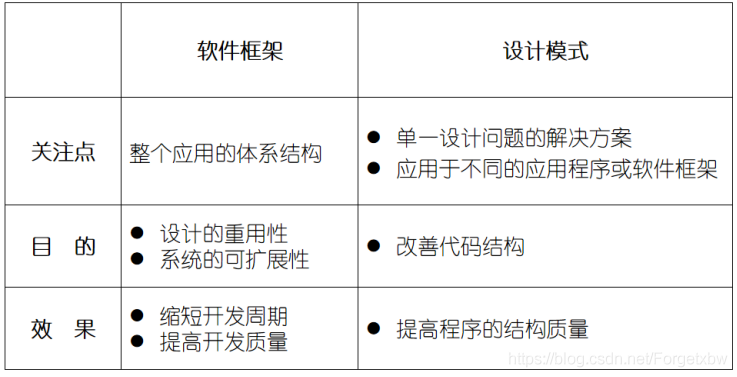 软件框架
设计模式
关注点
整个应用的体系结构
● 单一设计问题的解决方案
● 应用于不同的应用程序或软件框架
目 的
● 设计的重用性
● 系统的可扩展性
● 改善代码结构
效 果
● 缩短开发周期
● 提高开发质量
● 提高程序的结构质量
https://blog.csdn.net/Forgetxbw